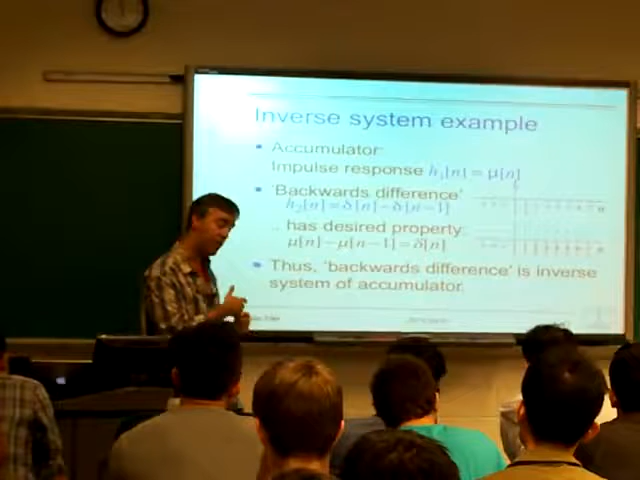 Inverse system example
• Accumulator:
Impulse response h₁[n] = μ[n]
• 'Backwards difference'
h₂[n] = δ[n] − δ[n−1]
.. has desired property:
μ[n] − μ[n−1] = δ[n]
• Thus, 'backwards difference' is inverse
system of accumulator.